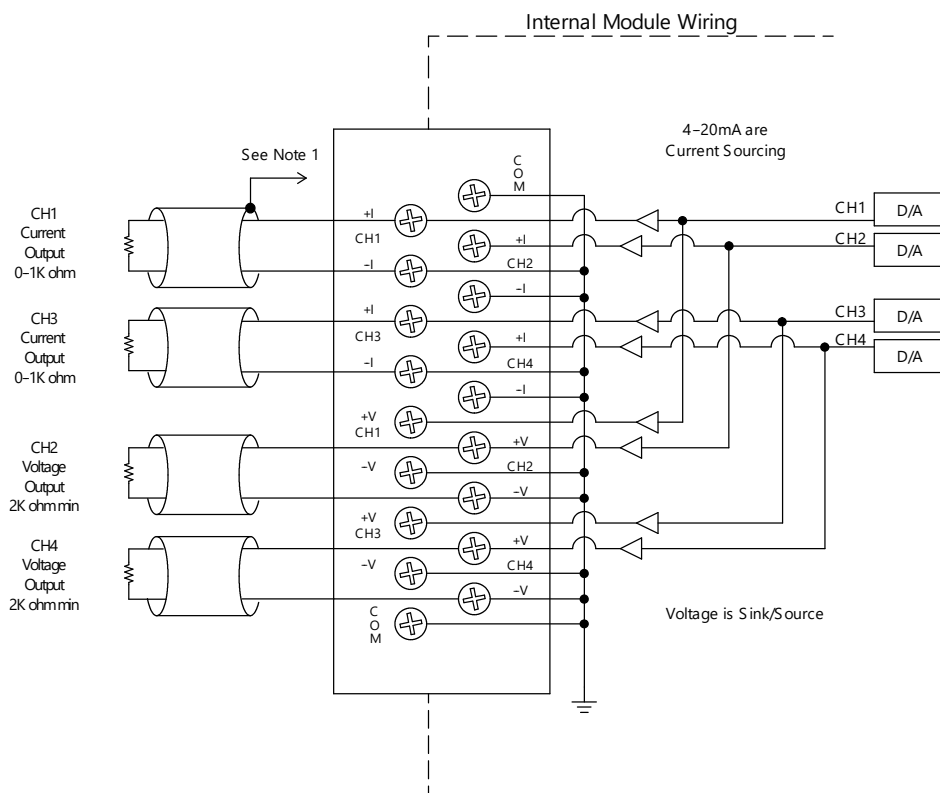 Internal Module Wiring
4–20mA are
Current Sourcing
See Note 1
C
O
M
CH1
Current
Output
0–1K ohm
+I
CH1
–I
+I
CH2
–I
CH1
D/A
CH2
D/A
CH3
Current
Output
0–1K ohm
+I
CH3
–I
+I
CH4
–I
CH3
D/A
CH4
D/A
+V
CH1
–V
CH2
Voltage
Output
2K ohm min
+V
CH2
–V
+V
CH3
–V
CH4
Voltage
Output
2K ohm min
+V
CH4
–V
C
O
M
Voltage is Sink/Source